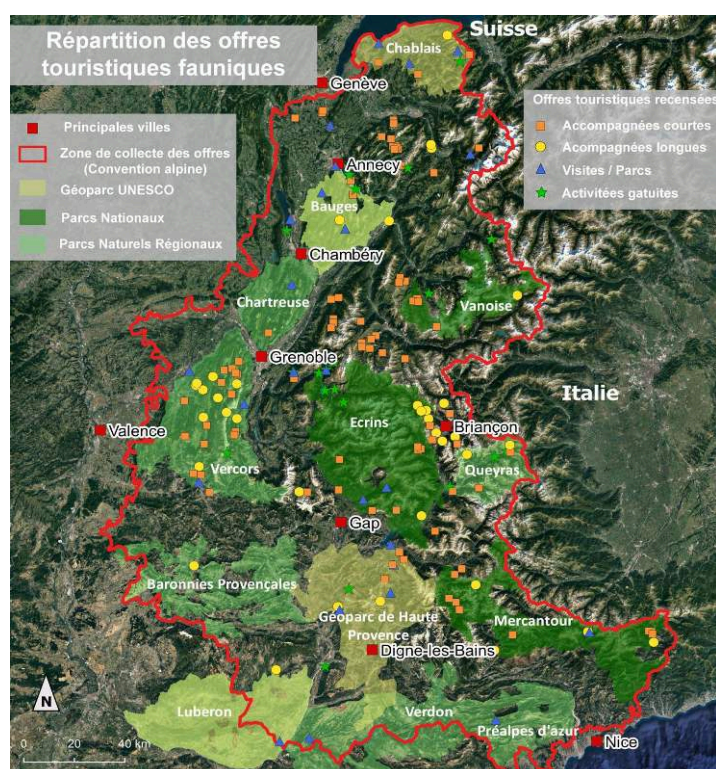 Répartition des offres
touristiques fauniques
Principales villes
Zone de collecte des offres
(Convention alpine)
Géoparc UNESCO
Parcs Nationaux
Parcs Naturels Régionaux
Offres touristiques recensées
Accompagnées courtes
Acompagnées longues
Visites / Parcs
Activitées gatuites
Suisse
Chablais
Genève
Annecy
Bauges
Chambéry
Chartreuse
Vanoise
Grenoble
Italie
Ecrins
Valence
Briançon
Vercors
Queyras
Gap
Baronnies Provençales
Géoparc de Haute
Provence
Mercantour
Digne-les-Bains
Luberon
Verdon
Préalpes d'azur
Nice
N
0 20 40 km